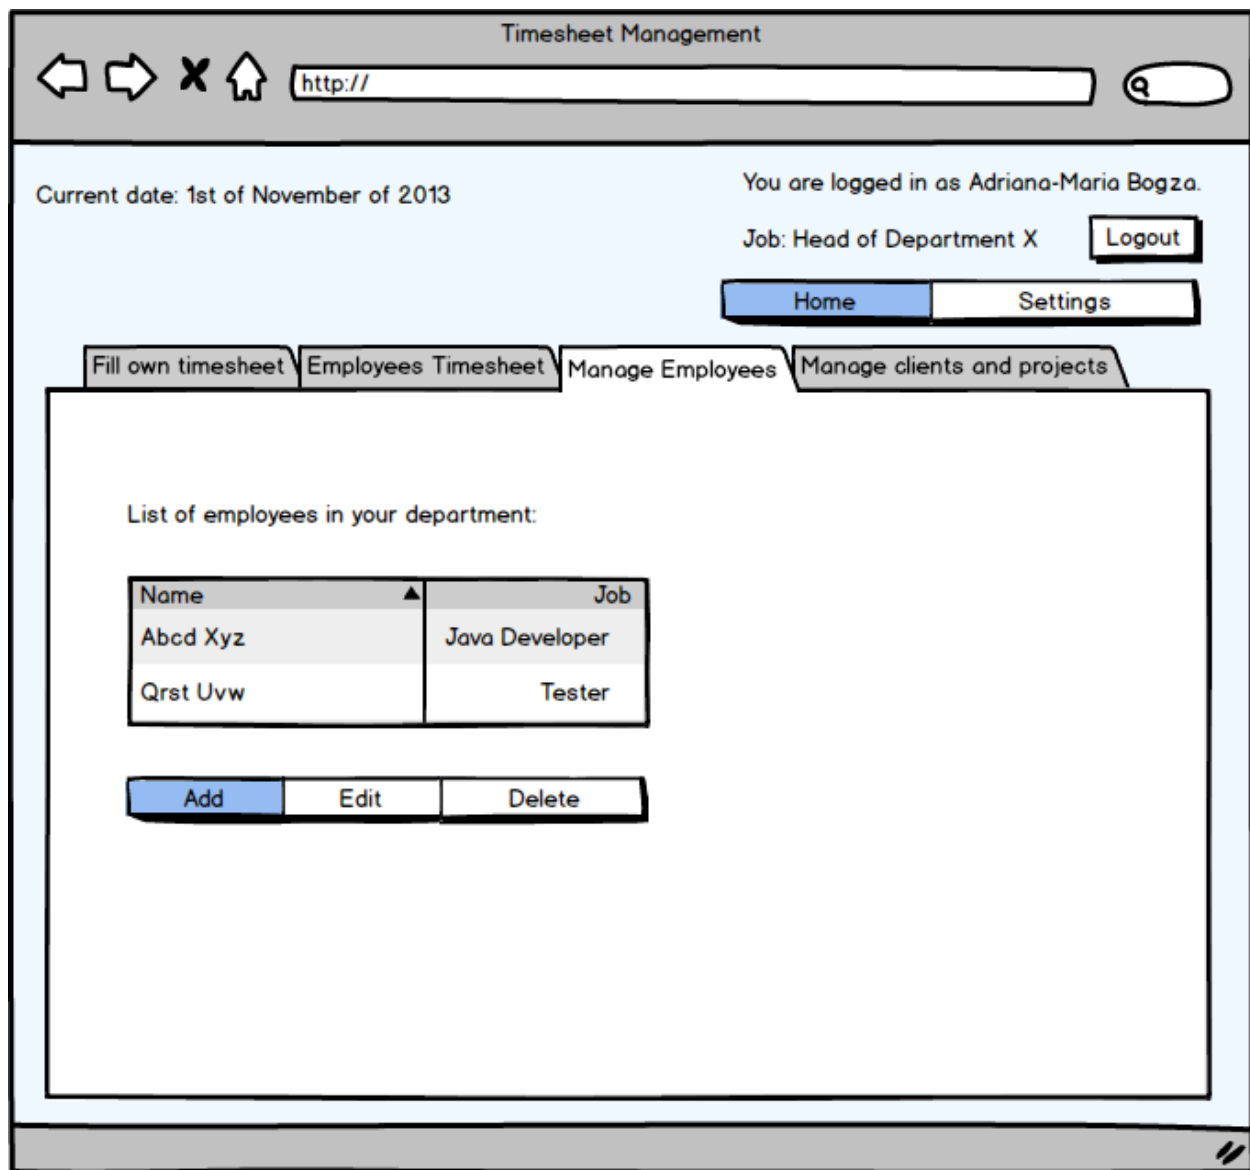 Timesheet Management
http://
Current date: 1st of November of 2013
You are logged in as Adriana-Maria Bogza.
Job: Head of Department X
Logout
Home
Settings
Fill own timesheet
Employees Timesheet
Manage Employees
Manage clients and projects
List of employees in your department:
Name
Job
Abcd Xyz
Java Developer
Qrst Uvw
Tester
Add
Edit
Delete